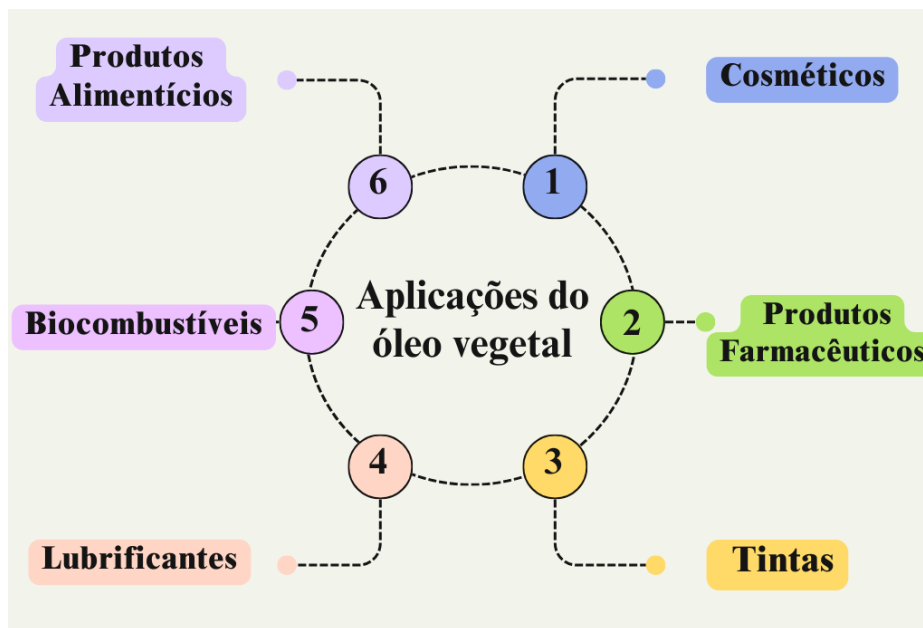 Produtos
Alimentícios
Cosméticos
6
1
Aplicações do
óleo vegetal
Biocombustíveis
5
2
Produtos
Farmacêuticos
4
3
Lubrificantes
Tintas